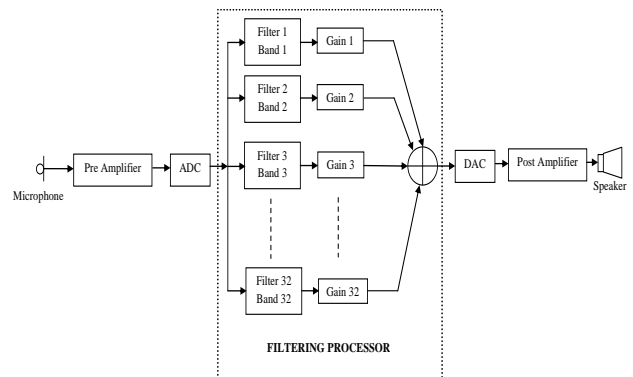 Filter 1
Band 1
Gain 1
Filter 2
Band 2
Gain 2
Microphone
Pre Amplifier
ADC
Filter 3
Band 3
Gain 3
DAC
Post Amplifier
Speaker
Filter 32
Band 32
Gain 32
FILTERING PROCESSOR